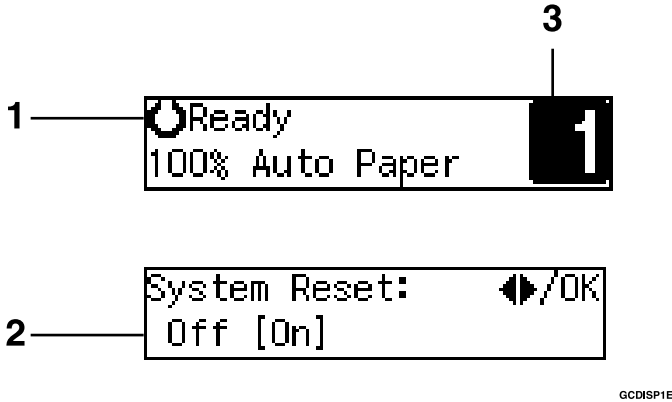 3
1
Ready
1
100% Auto Paper
System Reset: ◀▶/OK
2
Off [On]
GCDISP1E